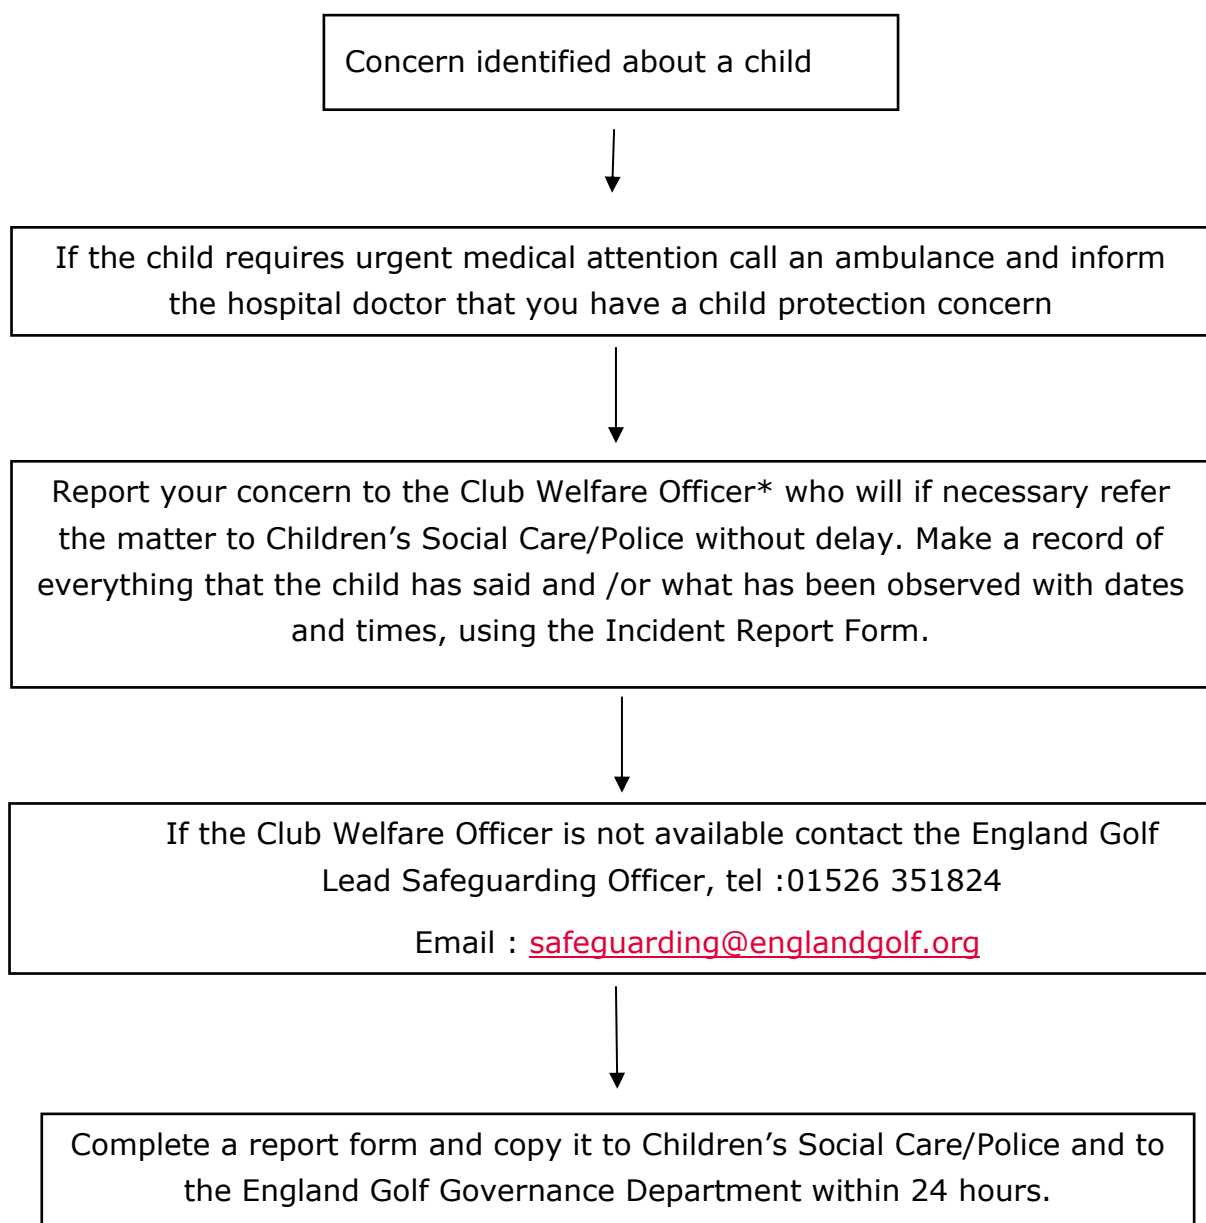 Concern identified about a child
If the child requires urgent medical attention call an ambulance and inform
the hospital doctor that you have a child protection concern
Report your concern to the Club Welfare Officer* who will if necessary refer
the matter to Children’s Social Care/Police without delay. Make a record of
everything that the child has said and /or what has been observed with dates
and times, using the Incident Report Form.
If the Club Welfare Officer is not available contact the England Golf
Lead Safeguarding Officer, tel :01526 351824
Email : safeguarding@englandgolf.org
Complete a report form and copy it to Children’s Social Care/Police and to
the England Golf Governance Department within 24 hours.